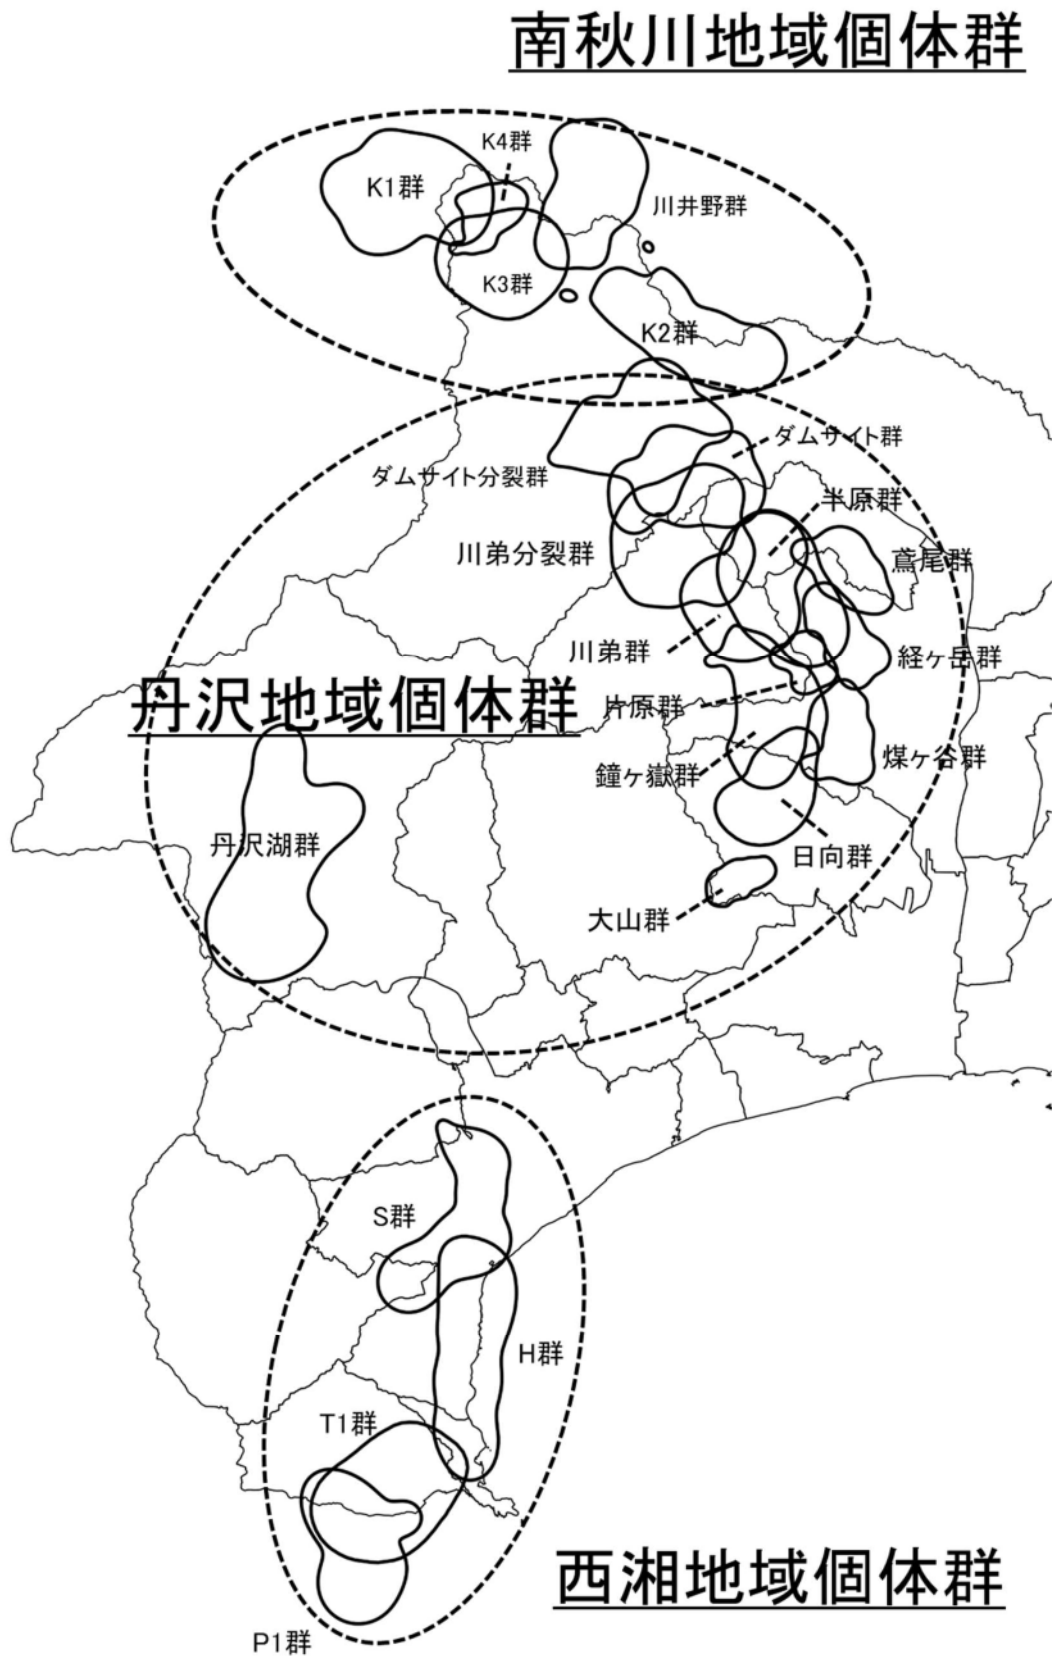 南秋川地域個体群
K4群
K1群
川井野群
K3群
K2群
ダムサイト群
ダムサイト分裂群
半原群
川弟分裂群
鳶尾群
川弟群
経ヶ岳群
丹沢地域個体群
片原群
煤ヶ谷群
鐘ヶ嶽群
丹沢湖群
日向群
大山群
S群
H群
T1群
西湘地域個体群
P1群